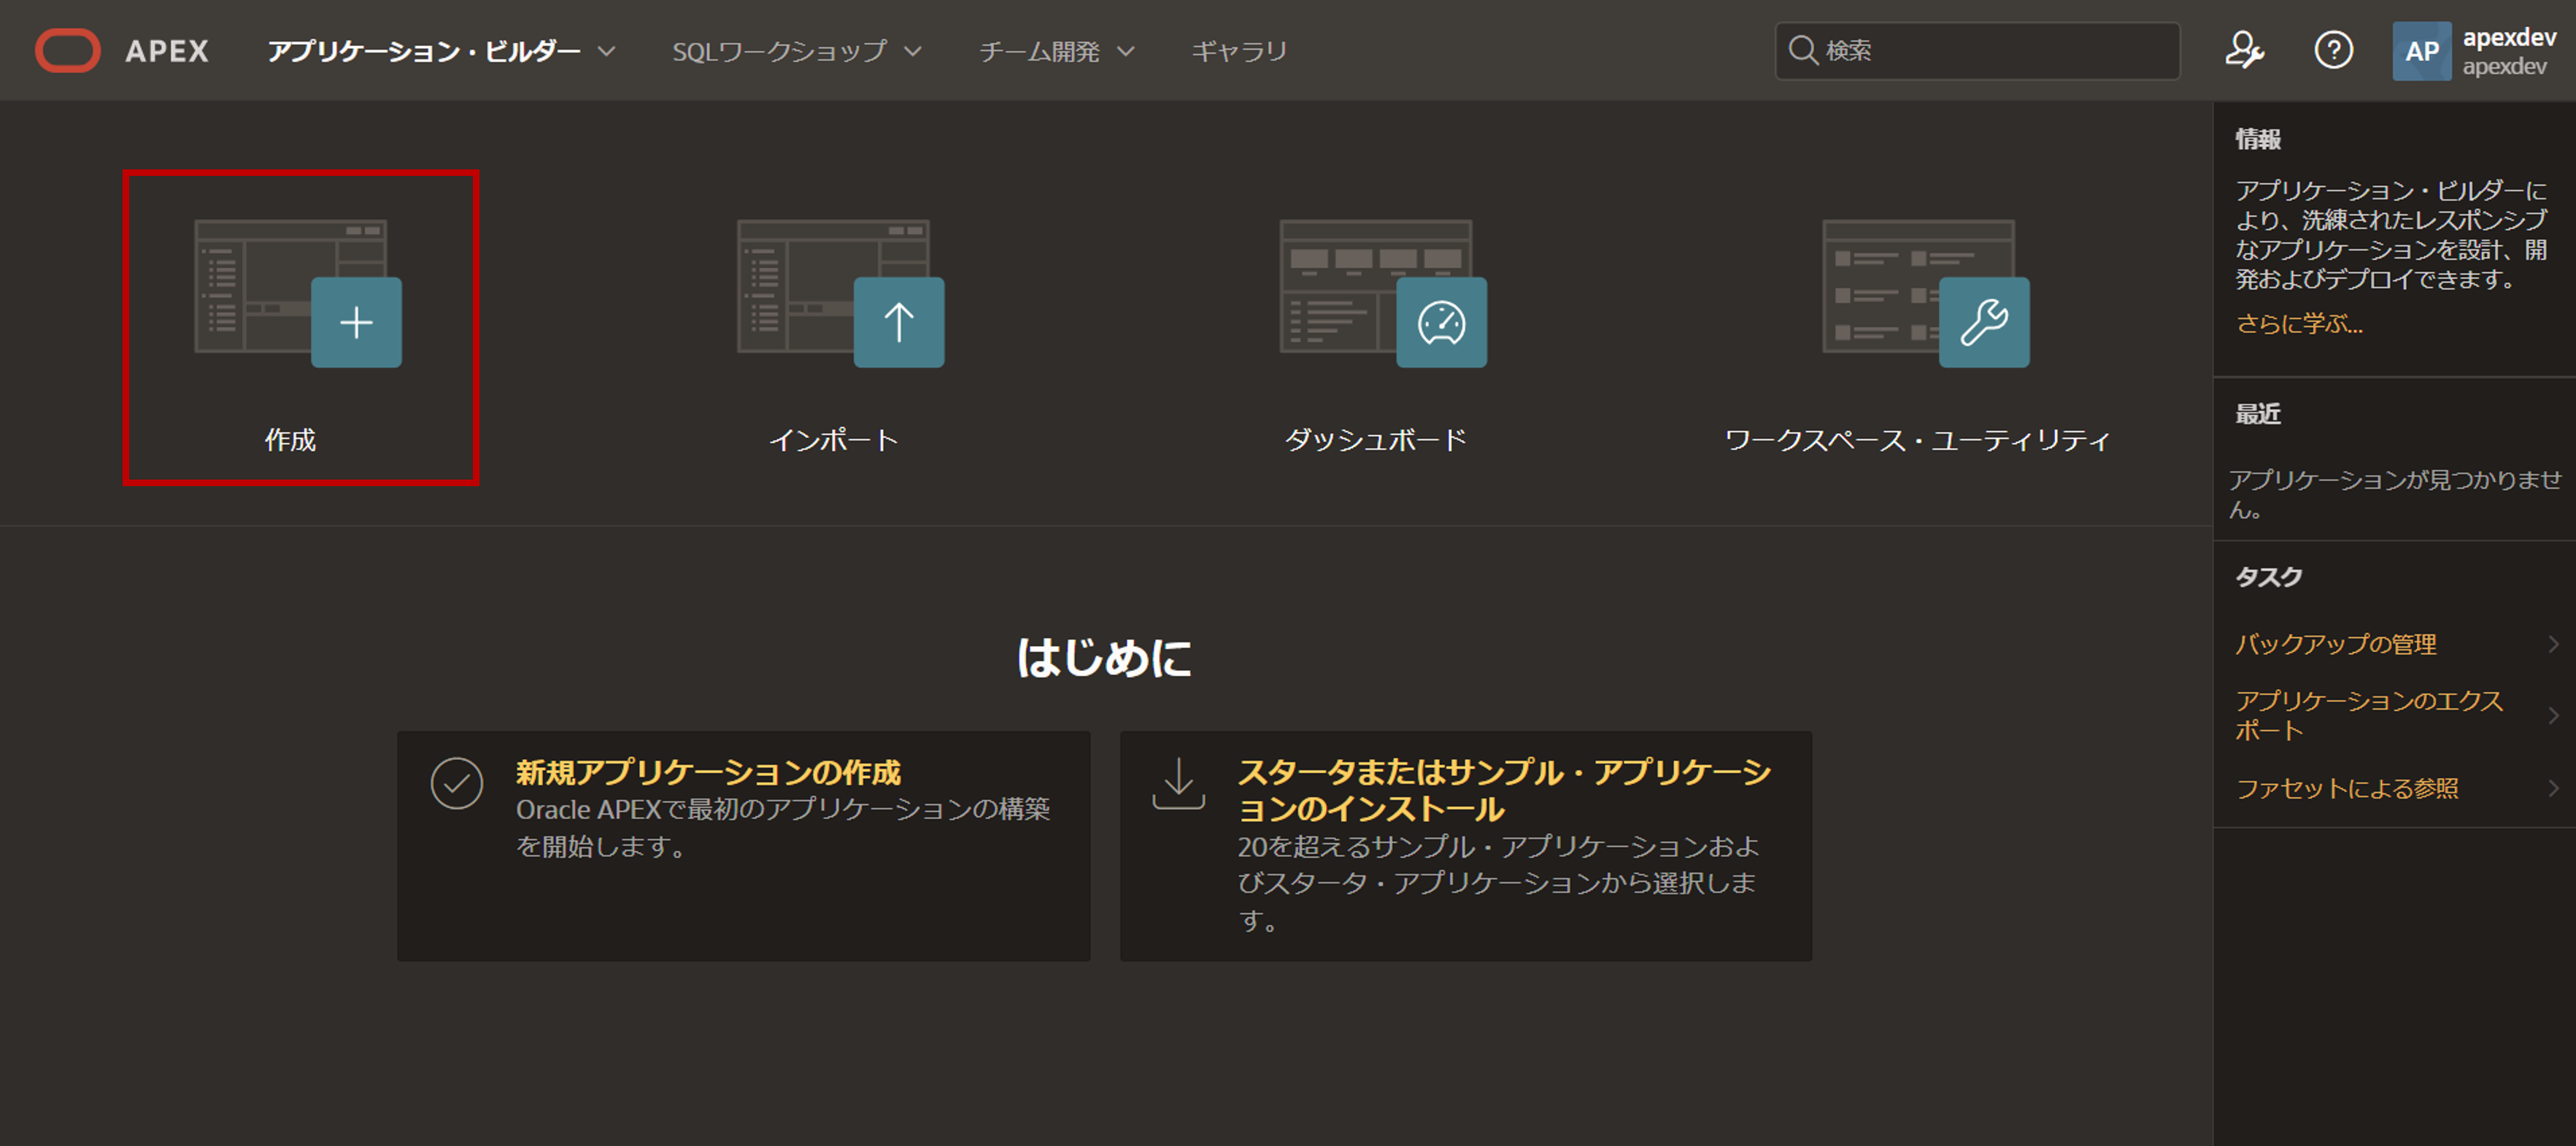 APEX アプリケーション・ビルダー SQLワークショップ チーム開発 ギャラリ 検索 AP apexdev
apexdev
作成 インポート ダッシュボード ワークスペース・ユーティリティ
はじめに
新規アプリケーションの作成
Oracle APEXで最初のアプリケーションの構築
を開始します。
スタータまたはサンプル・アプリケーシ
ョンのインストール
20を超えるサンプル・アプリケーションおよ
びスタータ・アプリケーションから選択しま
す。
情報
アプリケーション・ビルダーに
より、洗練されたレスポンシブ
なアプリケーションを設計、開
発およびデプロイできます。
さらに学ぶ...
最近
アプリケーションが見つかりませ
ん。
タスク
バックアップの管理
アプリケーションのエクス
ポート
ファセットによる参照